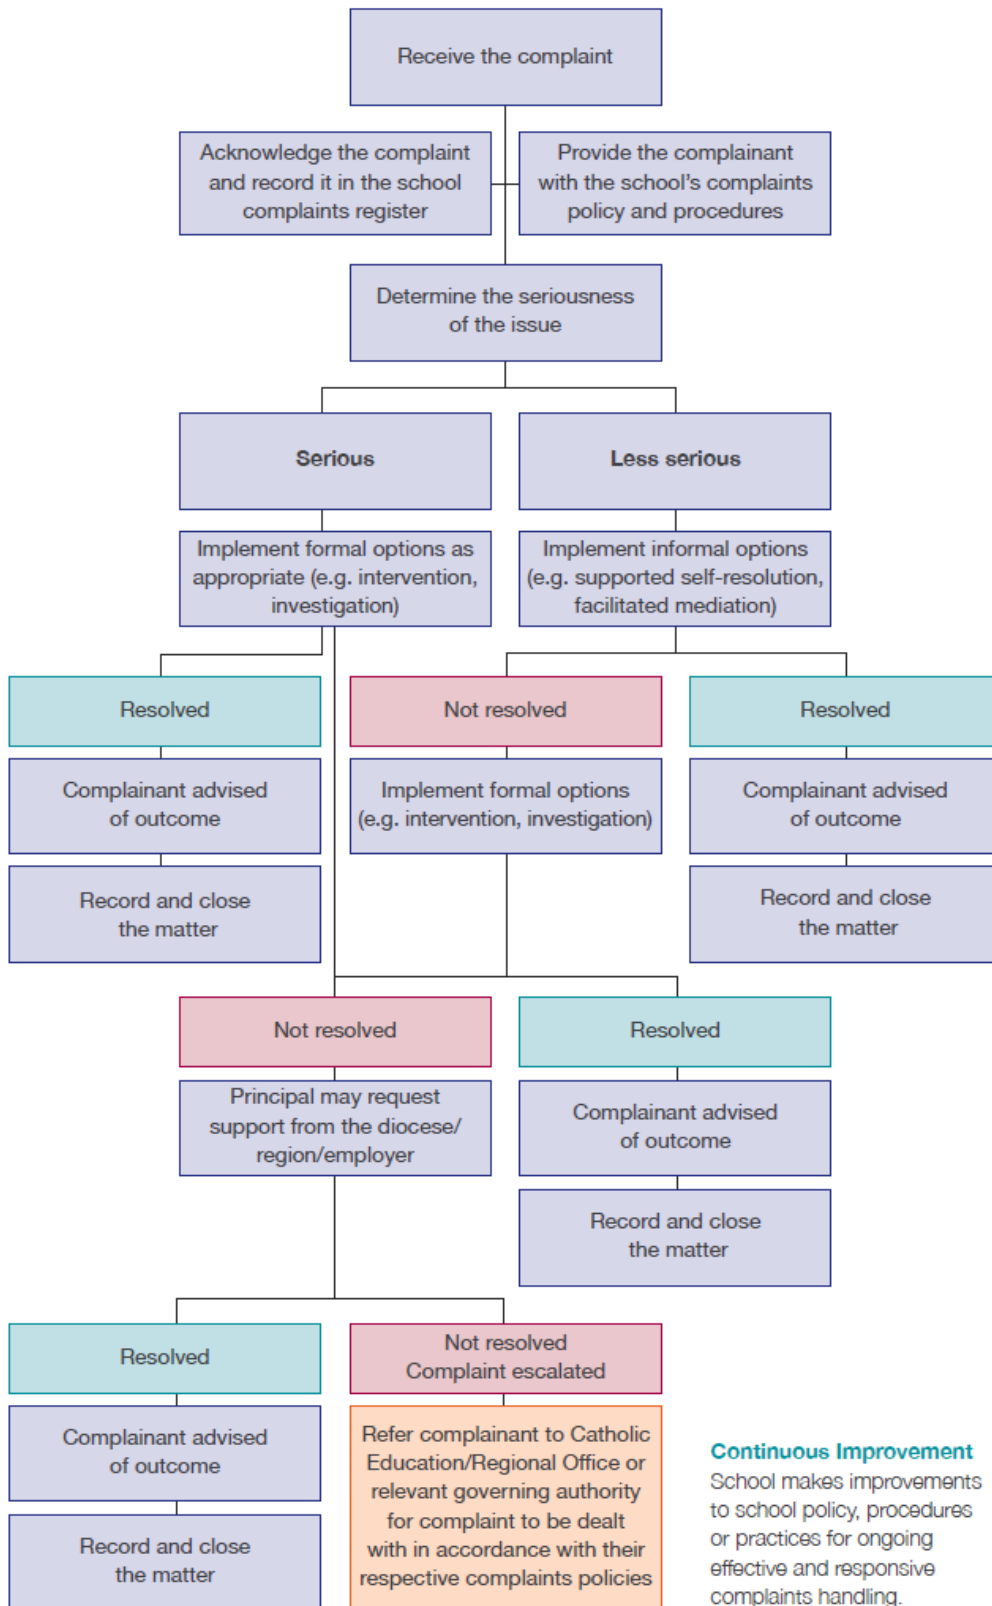 Receive the complaint
Acknowledge the complaint
and record it in the school
complaints register
Provide the complainant
with the school's complaints
policy and procedures
Determine the seriousness
of the issue
Serious
Less serious
Implement formal options as
appropriate (e.g. intervention,
investigation)
Implement informal options
(e.g. supported self-resolution,
facilitated mediation)
Resolved
Not resolved
Resolved
Complainant advised
of outcome
Implement formal options
(e.g. intervention, investigation)
Complainant advised
of outcome
Record and close
the matter
Record and close
the matter
Not resolved
Resolved
Principal may request
support from the diocese/
region/employer
Complainant advised
of outcome
Record and close
the matter
Resolved
Not resolved
Complaint escalated
Complainant advised
of outcome
Record and close
the matter
Refer complainant to Catholic
Education/Regional Office or
relevant governing authority
for complaint to be dealt
with in accordance with their
respective complaints policies
Continuous Improvement
School makes improvements
to school policy, procedures
or practices for ongoing
effective and responsive
complaints handling.